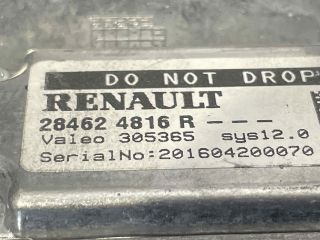 DO NOT DROP
RENAULT
28462 4816 R ---
Valeo 305365 sys12.0
SerialNo:201604200070